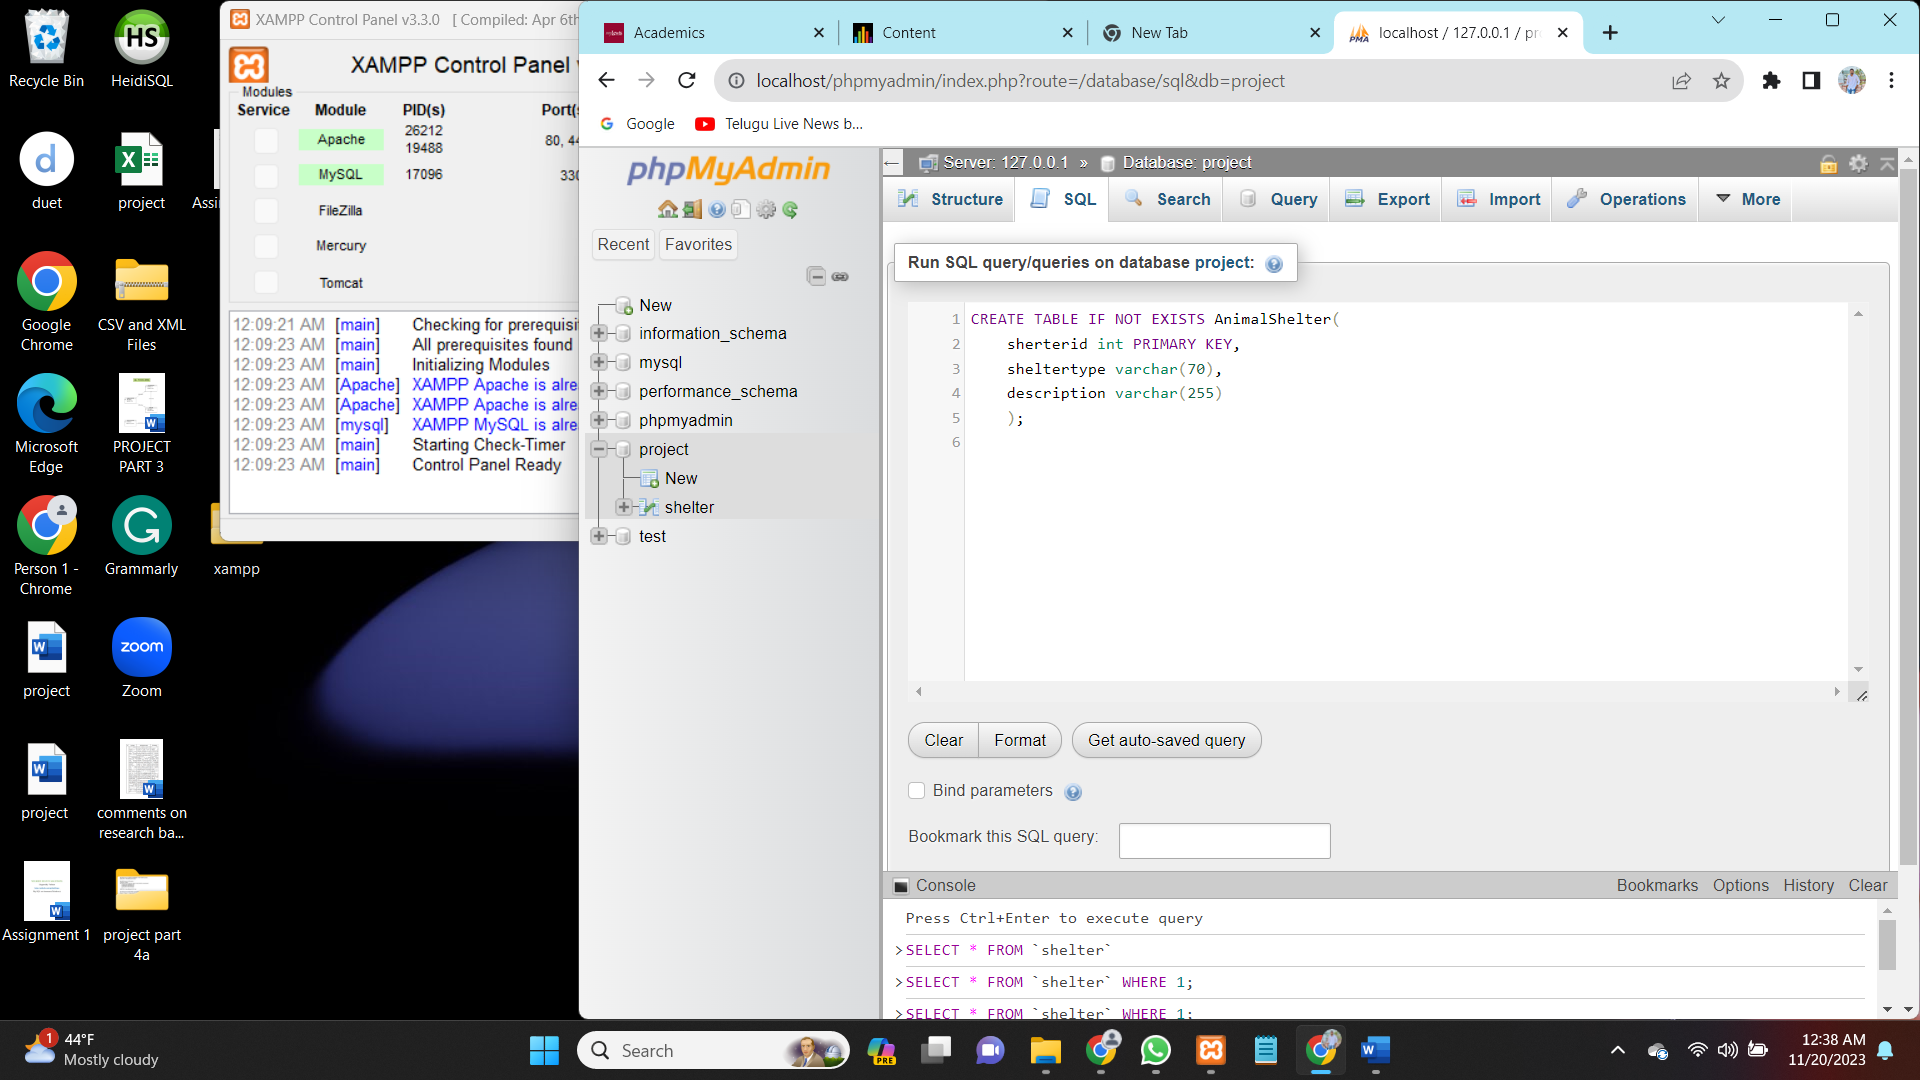 Recycle Bin
HeidiSQL
duet
project
Assi
Google Chrome
CSV and XML Files
Microsoft Edge
PROJECT PART 3
Person 1 - Chrome
Grammarly
xampp
project
Zoom
zoom
project
comments on research ba...
Assignment 1
project part 4a
XAMPP Control Panel v3.3.0 [ Compiled: Apr 6th
XAMPP Control Panel
Modules
Service Module PID(s) Port(s
Apache 26212 19488 80, 44
MySQL 17096 330
FileZilla
Mercury
Tomcat
12:09:21 AM [main] Checking for prerequisi
12:09:23 AM [main] All prerequisites found
12:09:23 AM [main] Initializing Modules
12:09:23 AM [Apache] XAMPP Apache is alre
12:09:23 AM [Apache] XAMPP Apache is alre
12:09:23 AM [mysql] XAMPP MySQL is alre
12:09:23 AM [main] Starting Check-Timer
12:09:23 AM [main] Control Panel Ready
Academics
Content
New Tab
localhost / 127.0.0.1 / pr
localhost/phpmyadmin/index.php?route=/database/sql&db=project
Google
Telugu Live News b...
phpMyAdmin
Recent Favorites
New
information_schema
mysql
performance_schema
phpmyadmin
project
New
shelter
test
Server: 127.0.0.1 » Database: project
Structure SQL Search Query Export Import Operations More
Run SQL query/queries on database project:
1 CREATE TABLE IF NOT EXISTS AnimalShelter(
2 sherterid int PRIMARY KEY,
3 sheltertype varchar(70),
4 description varchar(255)
5 );
6
Clear Format Get auto-saved query
Bind parameters
Bookmark this SQL query:
Console Bookmarks Options History Clear
Press Ctrl+Enter to execute query
>SELECT * FROM `shelter`
>SELECT * FROM `shelter` WHERE 1;
>SELECT * FROM `shelter` WHERE 1;
1
44°F
Mostly cloudy
Search
PRE
12:38 AM
11/20/2023